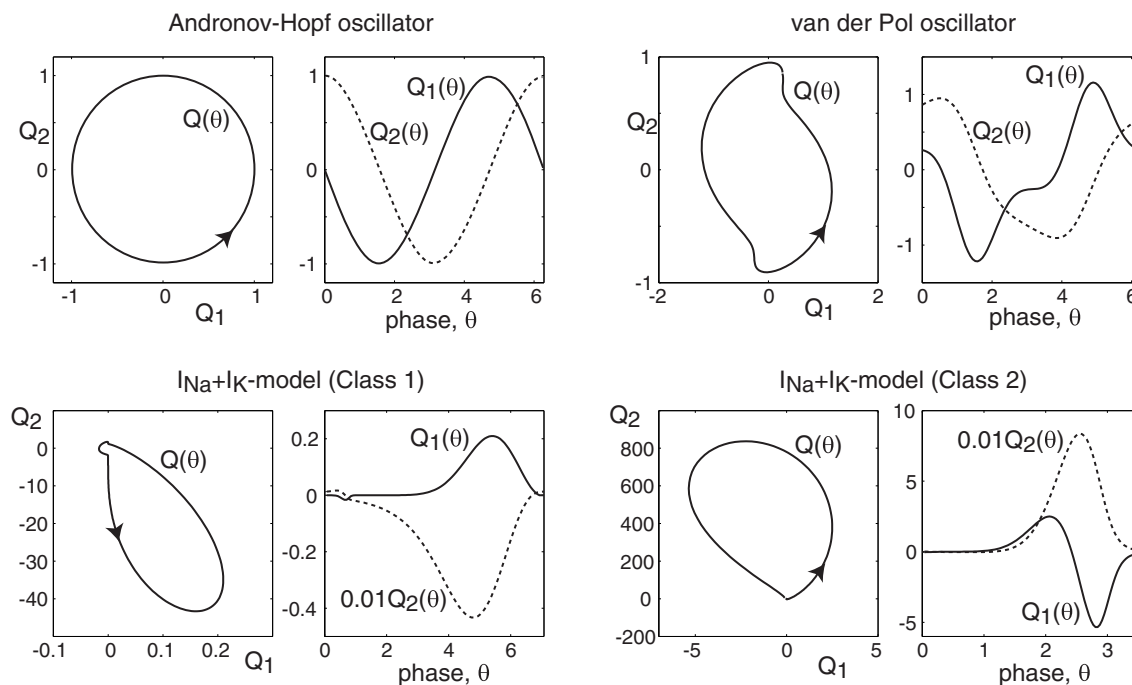 Andronov-Hopf oscillator
van der Pol oscillator
1
Q2
0
-1
Q(θ)
-1 0 1
Q1
1
0
-1
Q1(θ)
Q2(θ)
0 2 4 6
phase, θ
1
Q2
0
-1
Q(θ)
-2 0 2
Q1
1
0
-1
Q1(θ)
Q2(θ)
0 2 4 6
phase, θ
INa+IK-model (Class 1)
INa+IK-model (Class 2)
Q2
0
-10
-20
-30
-40
Q(θ)
-0.1 0 0.1 0.2
Q1
0.2
0
-0.2
-0.4
Q1(θ)
0.01Q2(θ)
0 2 4 6
phase, θ
Q2
800
600
400
200
0
-200
Q(θ)
-5 0 5
Q1
10
5
0
-5
0.01Q2(θ)
Q1(θ)
0 1 2 3
phase, θ